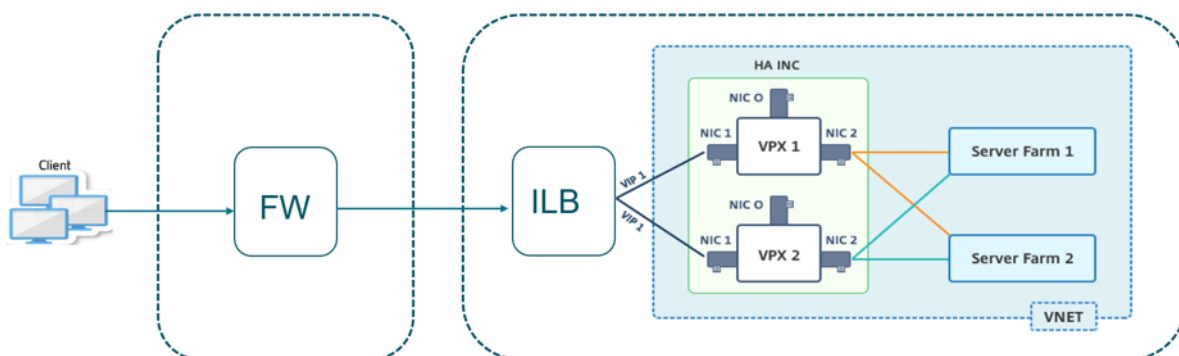 Client
FW
ILB
VIP 1
VIP 1
HA INC
NIC O
NIC 1
VPX 1
NIC 2
NIC O
NIC 1
VPX 2
NIC 2
Server Farm 1
Server Farm 2
VNET